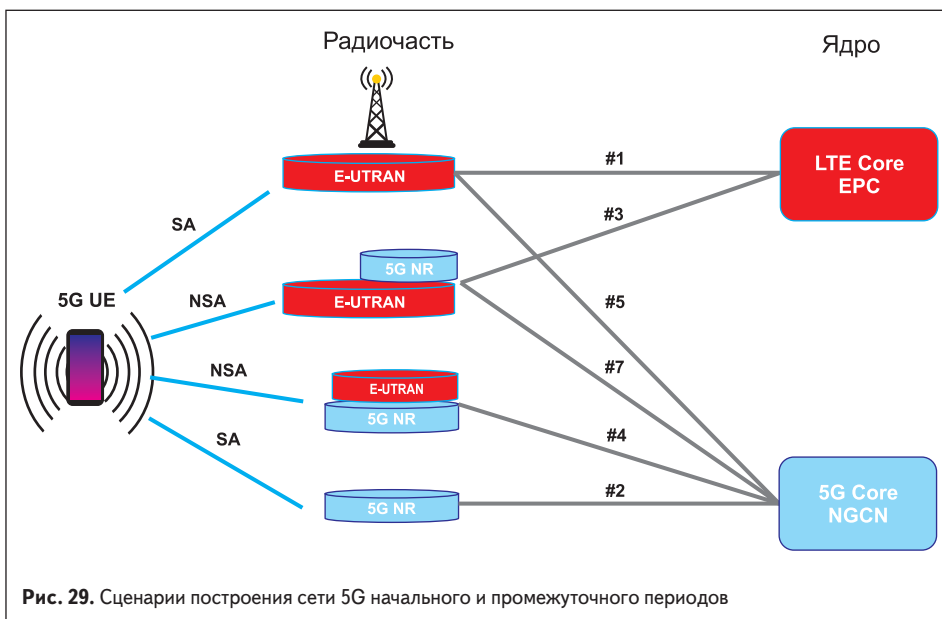 Радиочасть
Ядро
E-UTRAN
#1
LTE Core
EPC
#3
SA
5G NR
E-UTRAN
5G UE
NSA
#5
#7
NSA
E-UTRAN
5G NR
#4
SA
#2
5G NR
5G Core
NGCN
Рис. 29. Сценарии построения сети 5G начального и промежуточного периодов